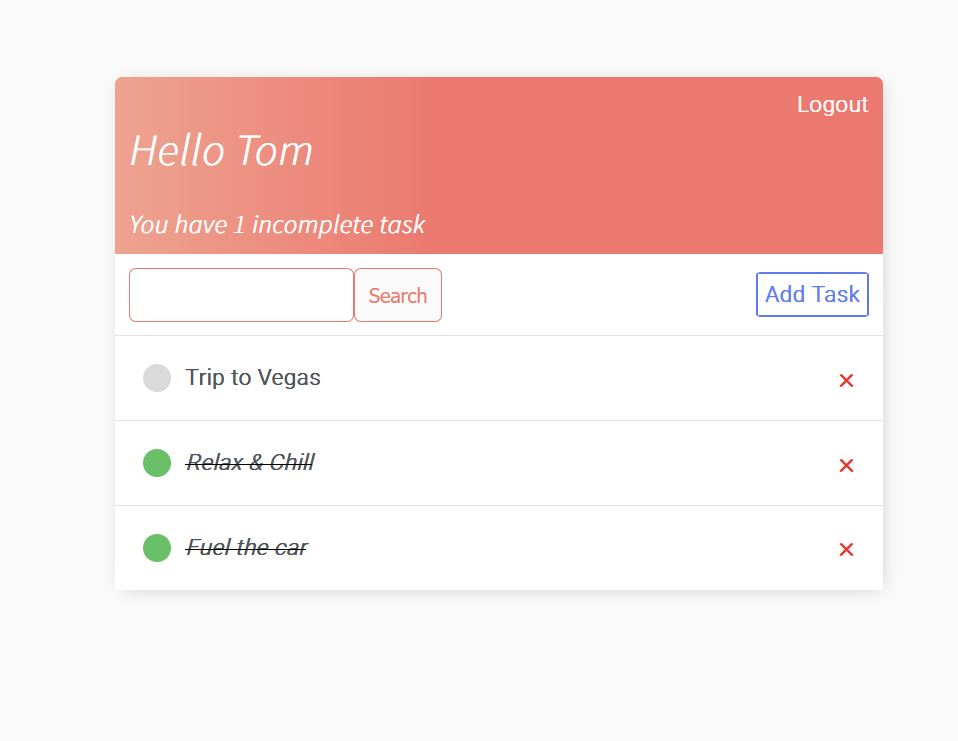 Logout
Hello Tom
You have 1 incomplete task
Search
Add Task
Trip to Vegas
Relax & Chill
Fuel the car